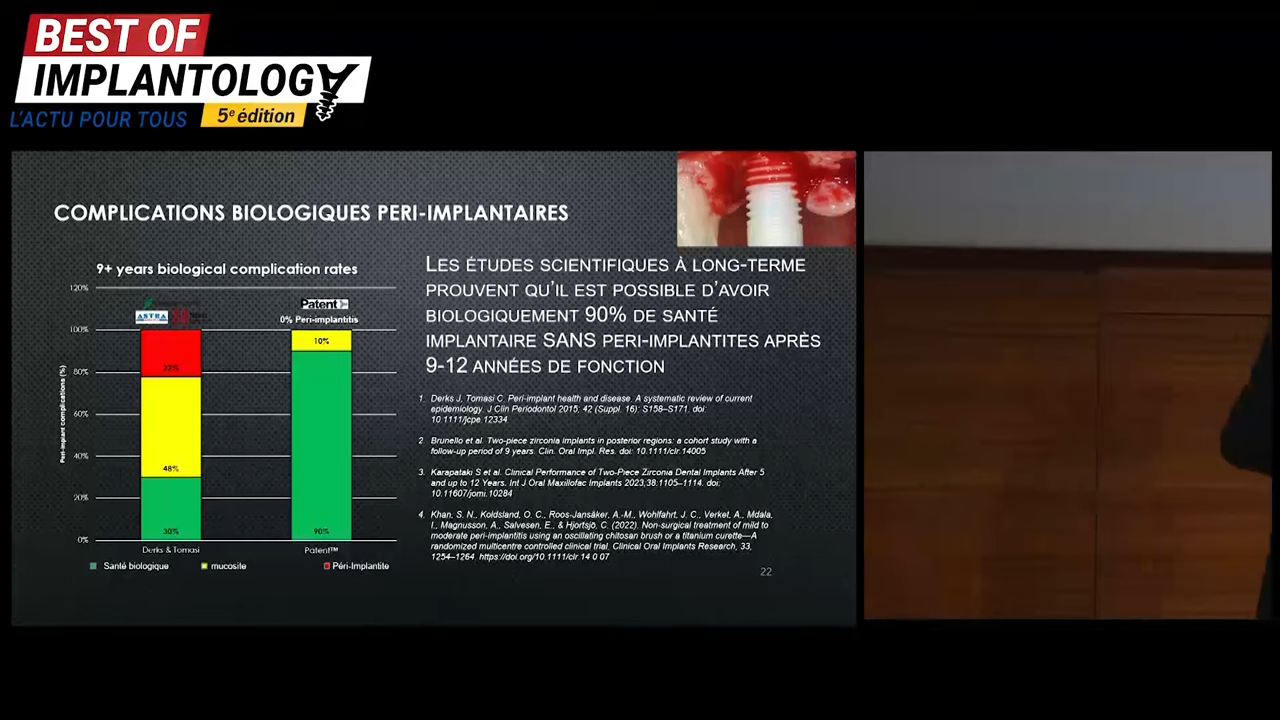 BEST OF
IMPLANTOLOGY
L'ACTU POUR TOUS
5e édition
COMPLICATIONS BIOLOGIQUES PERI-IMPLANTAIRES
9+ years biological complication rates
120%
100%
80%
60%
40%
20%
0%
Peri-implant complications (%)
ASTRA
Patent
0% Peri-implantitis
22%
48%
30%
10%
90%
Derks & Tomasi
Patent™
Santé biologique
mucosite
Péri-Implantite
LES ÉTUDES SCIENTIFIQUES À LONG-TERME
PROUVENT QU'IL EST POSSIBLE D'AVOIR
BIOLOGIQUEMENT 90% DE SANTÉ
IMPLANTAIRE SANS PERI-IMPLANTITES APRÈS
9-12 ANNÉES DE FONCTION
1. Derks J, Tomasi C. Peri-implant health and disease. A systematic review of current
epidemiology. J Clin Periodontol 2015; 42 (Suppl. 16): S158–S171. doi:
10.1111/jcpe.12334
2. Brunello et al. Two-piece zirconia implants in posterior regions: a cohort study with a
follow-up period of 9 years. Clin. Oral Impl. Res. doi: 10.1111/clr.14005
3. Karapataki S et al. Clinical Performance of Two-Piece Zirconia Dental Implants After 5
and up to 12 Years. Int J Oral Maxillofac Implants 2023;38:1105–1114. doi:
10.11607/jomi.10284
4. Khan, S. N., Koldsland, O. C., Roos-Jansåker, A.-M., Wohlfahrt, J. C., Verket, A., Mdala,
I., Magnusson, A., Salvesen, E., & Hjortsjö, C. (2022). Non-surgical treatment of mild to
moderate peri-implantitis using an oscillating chitosan brush or a titanium curette—A
randomized multicentre controlled clinical trial. Clinical Oral Implants Research, 33,
1254–1264. https://doi.org/10.1111/clr 14 0 07
22